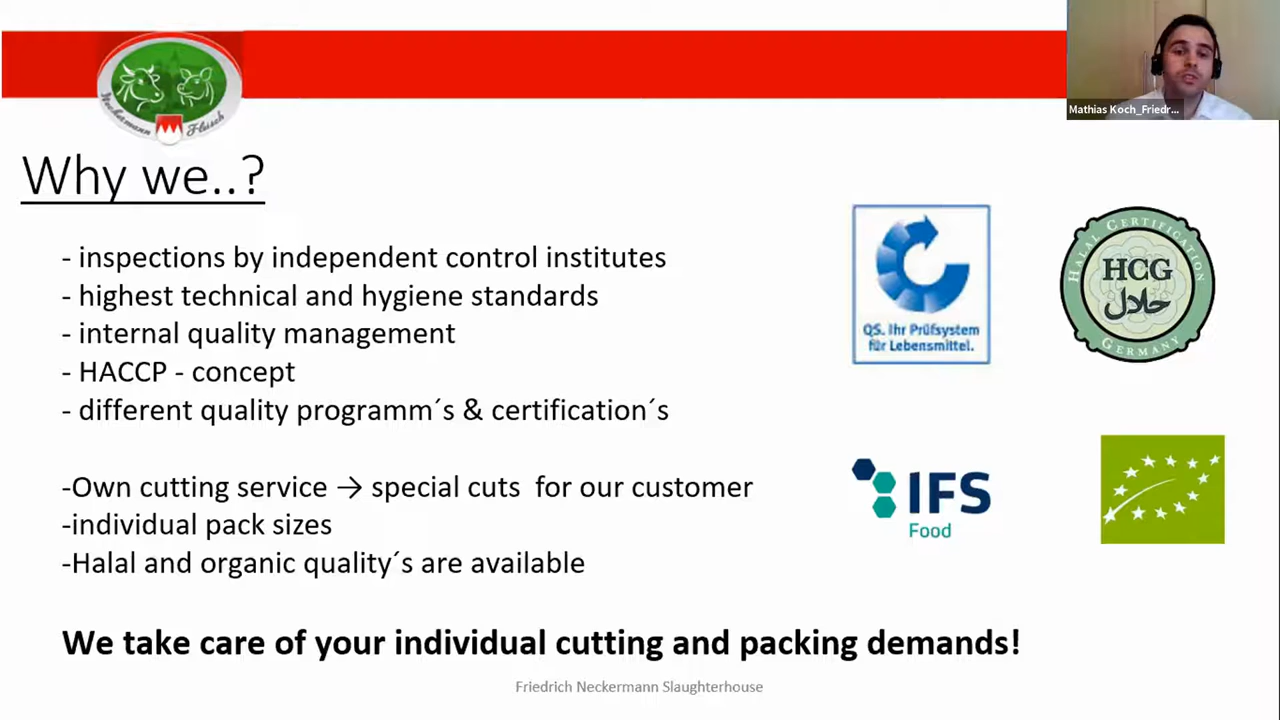 Neckermann Fleisch
Mathias Koch_Friedr...
Why we..?
- inspections by independent control institutes
- highest technical and hygiene standards
- internal quality management
- HACCP - concept
- different quality programm´s & certification´s
-Own cutting service → special cuts for our customer
-individual pack sizes
-Halal and organic quality´s are available
We take care of your individual cutting and packing demands!
QS. Ihr Prüfsystem
für Lebensmittel.
HALAL CERTIFICATION
HCG
حلال
GERMANY
IFS
Food
Friedrich Neckermann Slaughterhouse